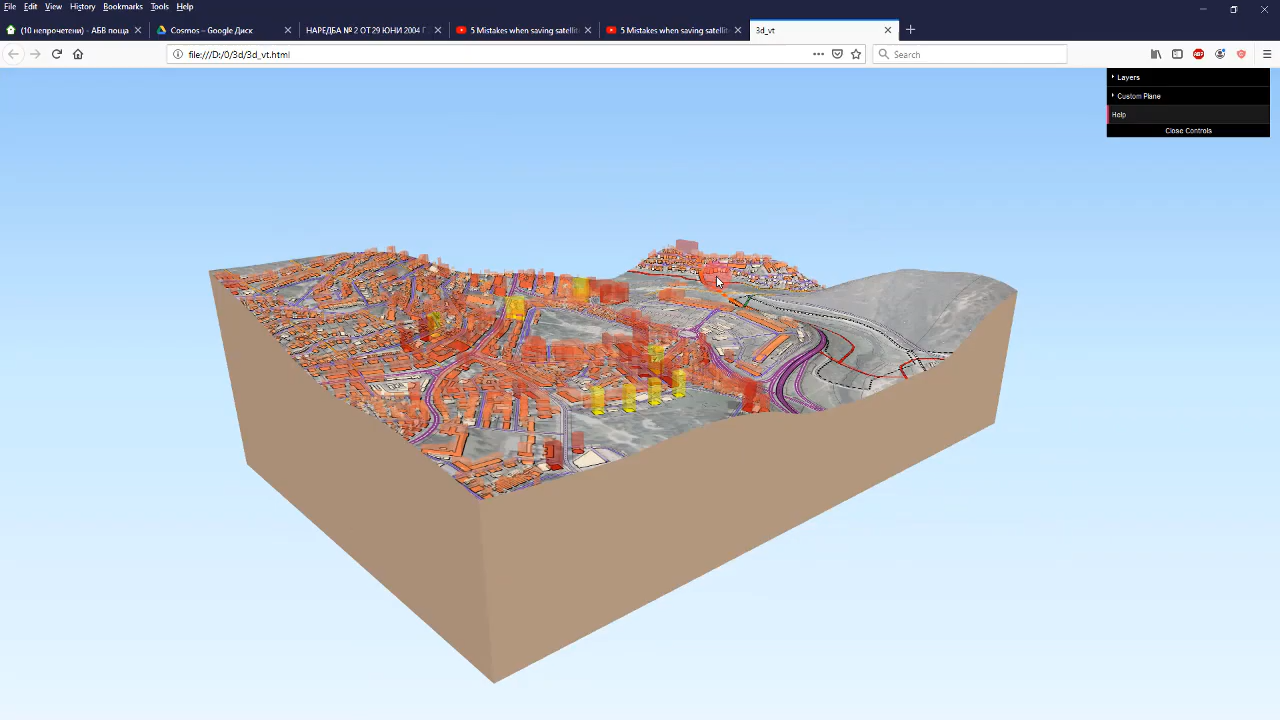 File Edit View History Bookmarks Tools Help
(10 непрочетени) - АБВ поща
Cosmos – Google Диск
НАРЕДБА № 2 ОТ 29 ЮНИ 2004 Г.
5 Mistakes when saving satellit
5 Mistakes when saving satellit
3d_vt
file:///D:/0/3d/3d_vt.html
Search
Layers
Custom Plane
Help
Close Controls